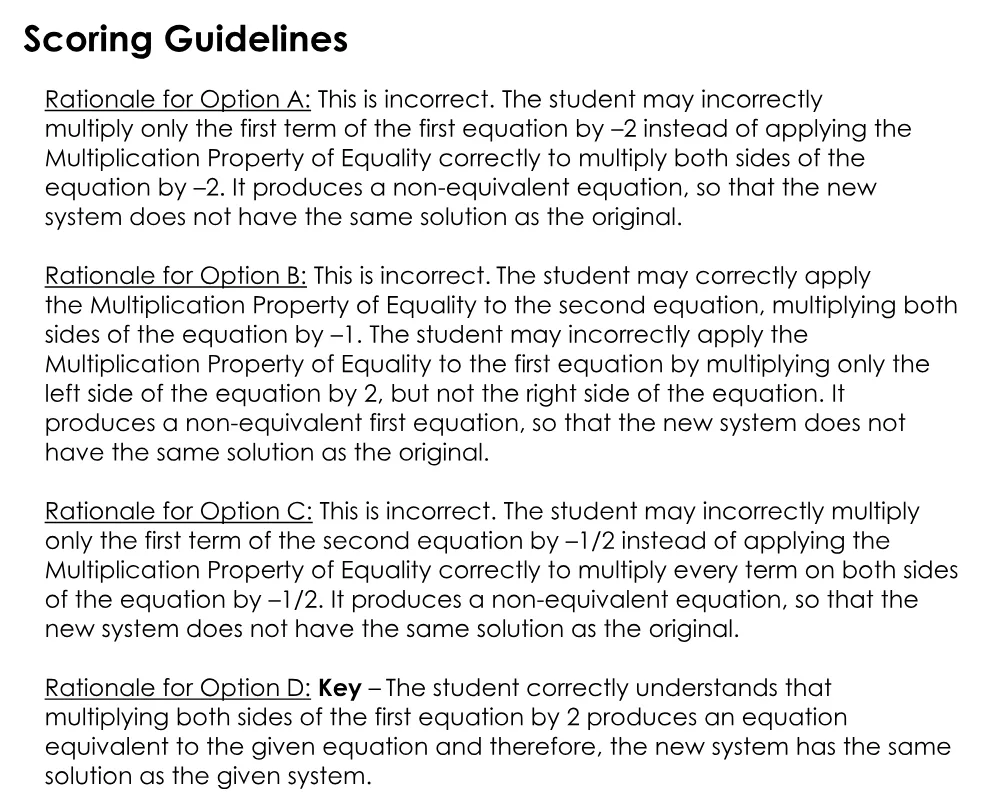 Scoring Guidelines
Rationale for Option A: This is incorrect. The student may incorrectly
multiply only the first term of the first equation by –2 instead of applying the
Multiplication Property of Equality correctly to multiply both sides of the
equation by –2. It produces a non-equivalent equation, so that the new
system does not have the same solution as the original.
Rationale for Option B: This is incorrect. The student may correctly apply
the Multiplication Property of Equality to the second equation, multiplying both
sides of the equation by –1. The student may incorrectly apply the
Multiplication Property of Equality to the first equation by multiplying only the
left side of the equation by 2, but not the right side of the equation. It
produces a non-equivalent first equation, so that the new system does not
have the same solution as the original.
Rationale for Option C: This is incorrect. The student may incorrectly multiply
only the first term of the second equation by –1/2 instead of applying the
Multiplication Property of Equality correctly to multiply every term on both sides
of the equation by –1/2. It produces a non-equivalent equation, so that the
new system does not have the same solution as the original.
Rationale for Option D: Key – The student correctly understands that
multiplying both sides of the first equation by 2 produces an equation
equivalent to the given equation and therefore, the new system has the same
solution as the given system.